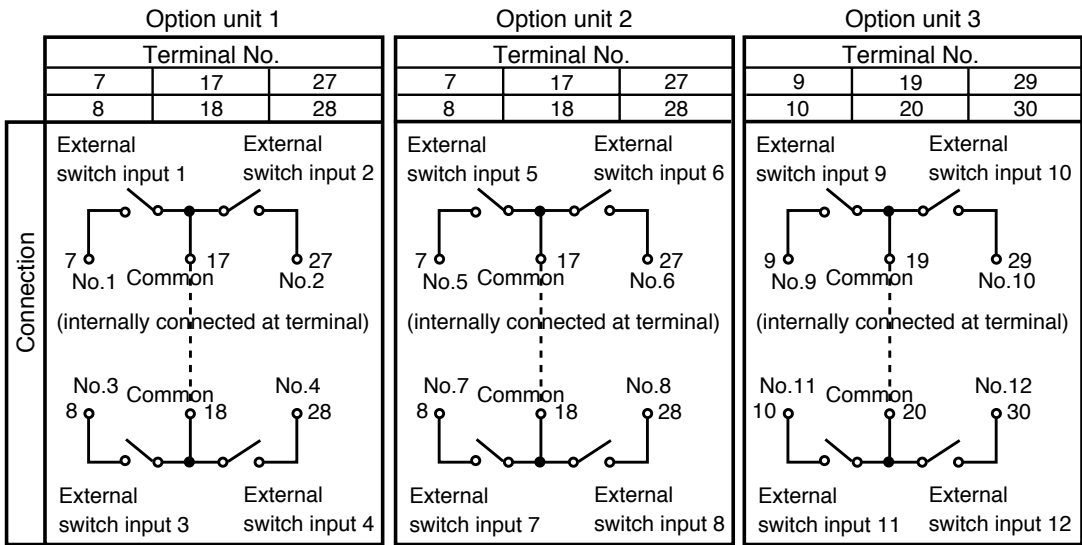 Option unit 1
Terminal No.
7 17 27
8 18 28
Connection
External External
switch input 1 switch input 2
7 17 27
No.1 Common No.2
(internally connected at terminal)
No.3 Common No.4
8 18 28
External External
switch input 3 switch input 4
Option unit 2
Terminal No.
7 17 27
8 18 28
External External
switch input 5 switch input 6
7 17 27
No.5 Common No.6
(internally connected at terminal)
No.7 Common No.8
8 18 28
External External
switch input 7 switch input 8
Option unit 3
Terminal No.
9 19 29
10 20 30
External External
switch input 9 switch input 10
9 19 29
No.9 Common No.10
(internally connected at terminal)
No.11 Common No.12
10 20 30
External External
switch input 11 switch input 12